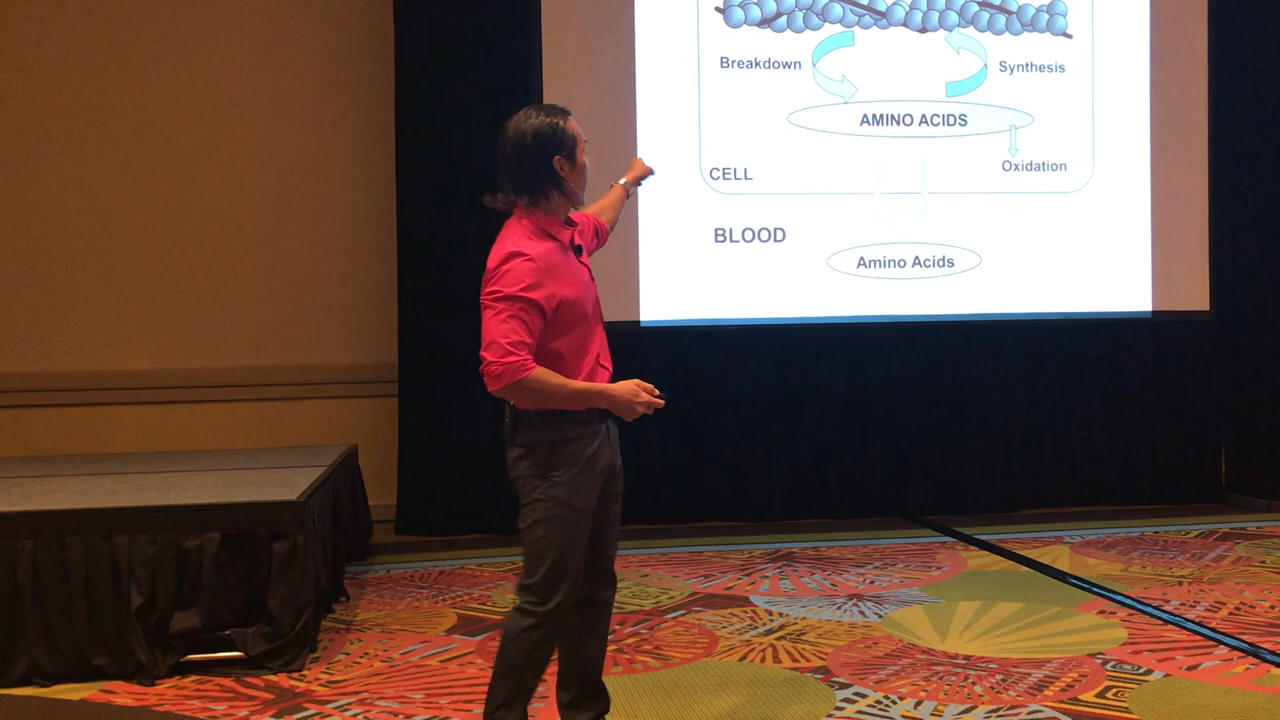 Breakdown
Synthesis
AMINO ACIDS
Oxidation
CELL
BLOOD
Amino Acids